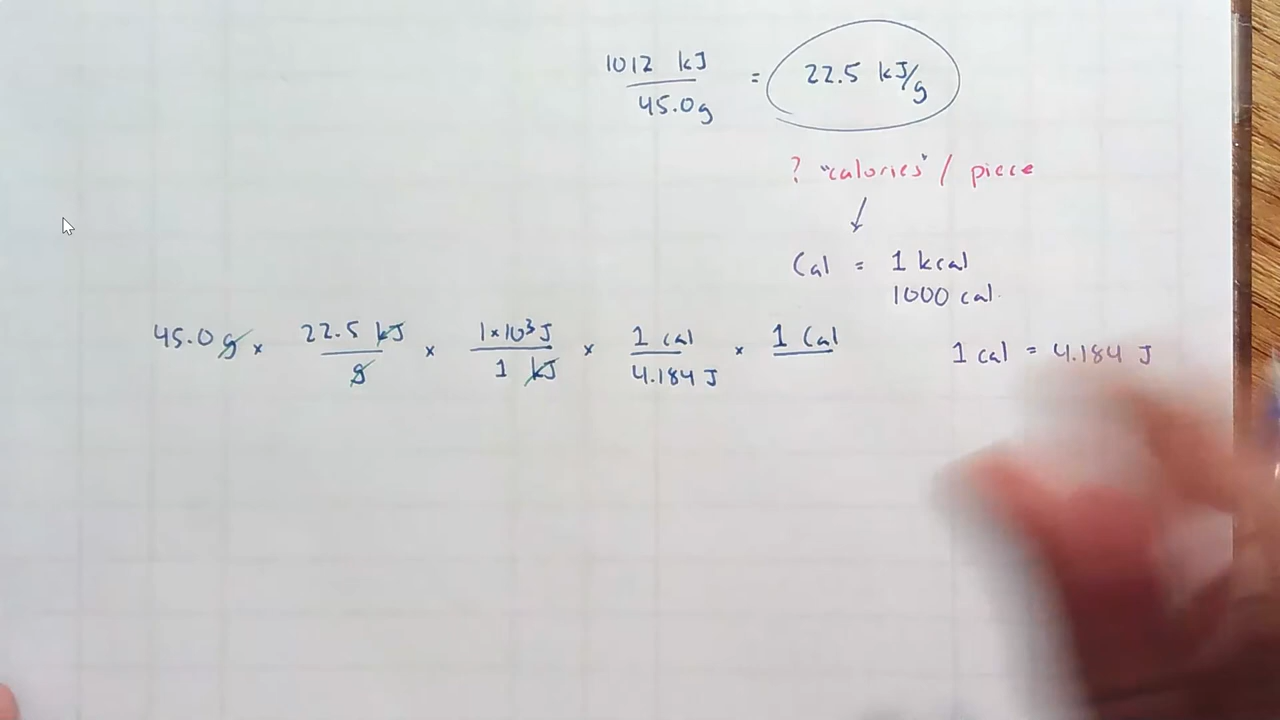 1012 kJ
45.0g
= 22.5 kJ/g
? "calories" / piece
↓
Cal = 1 kcal
1000 cal
45.0 g × 22.5 kJ / g × 1×10³ J / 1 kJ × 1 cal / 4.184 J × 1 Cal
1 cal = 4.184 J